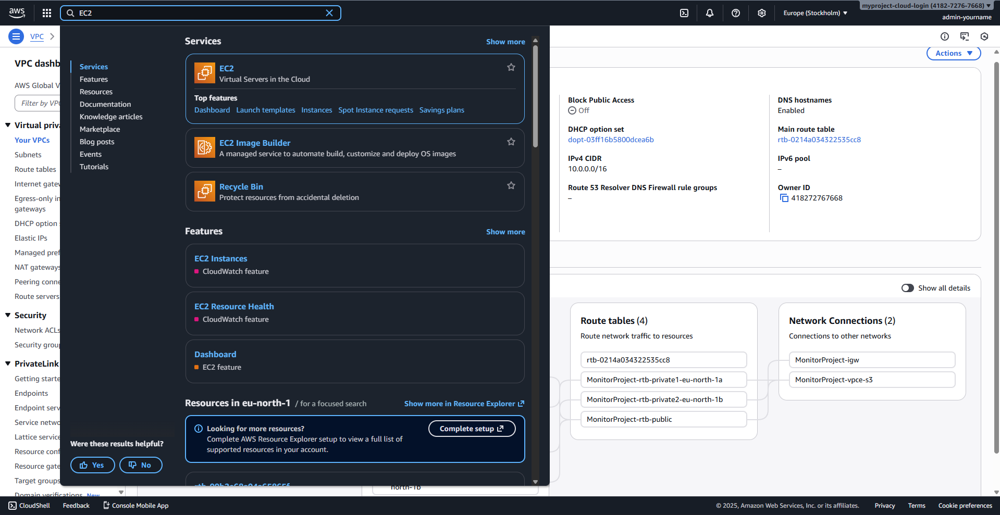 aws
EC2
Europe (Stockholm)
myproject-cloud-login (4182-7276-7668)
admin-yourname
VPC
Actions
VPC dashb
AWS Global V
Filter by VPC
Virtual priva
Your VPCs
Subnets
Route tables
Internet gatew
Egress-only in
gateways
DHCP option s
Elastic IPs
Managed pref
NAT gateways
Peering conne
Route servers
Security
Network ACLs
Security group
PrivateLink
Getting starte
Endpoints
Endpoint serv
Service netwo
Lattice service
Resource conf
Resource gate
Target groups
Domain verifications New
Services
Features
Resources
Documentation
Knowledge articles
Marketplace
Blog posts
Events
Tutorials
Were these results helpful?
Yes
No
Services
Show more
EC2
Virtual Servers in the Cloud
Top features
Dashboard Launch templates Instances Spot Instance requests Savings plans
EC2 Image Builder
A managed service to automate build, customize and deploy OS images
Recycle Bin
Protect resources from accidental deletion
Features
Show more
EC2 Instances
CloudWatch feature
EC2 Resource Health
CloudWatch feature
Dashboard
EC2 feature
Resources in eu-north-1 / for a focused search
Show more in Resource Explorer
Looking for more resources?
Complete AWS Resource Explorer setup to view a full list of
supported resources in your account.
Complete setup
north-1b
Block Public Access
Off
DHCP option set
dopt-03ff16b5800dcea6b
IPv4 CIDR
10.0.0.0/16
Route 53 Resolver DNS Firewall rule groups
–
DNS hostnames
Enabled
Main route table
rtb-0214a034322535cc8
IPv6 pool
–
Owner ID
418272767668
Show all details
Route tables (4)
Route network traffic to resources
rtb-0214a034322535cc8
MonitorProject-rtb-private1-eu-north-1a
MonitorProject-rtb-private2-eu-north-1b
MonitorProject-rtb-public
Network Connections (2)
Connections to other networks
MonitorProject-igw
MonitorProject-vpce-s3
CloudShell
Feedback
Console Mobile App
© 2025, Amazon Web Services, Inc. or its affiliates.
Privacy
Terms
Cookie preferences